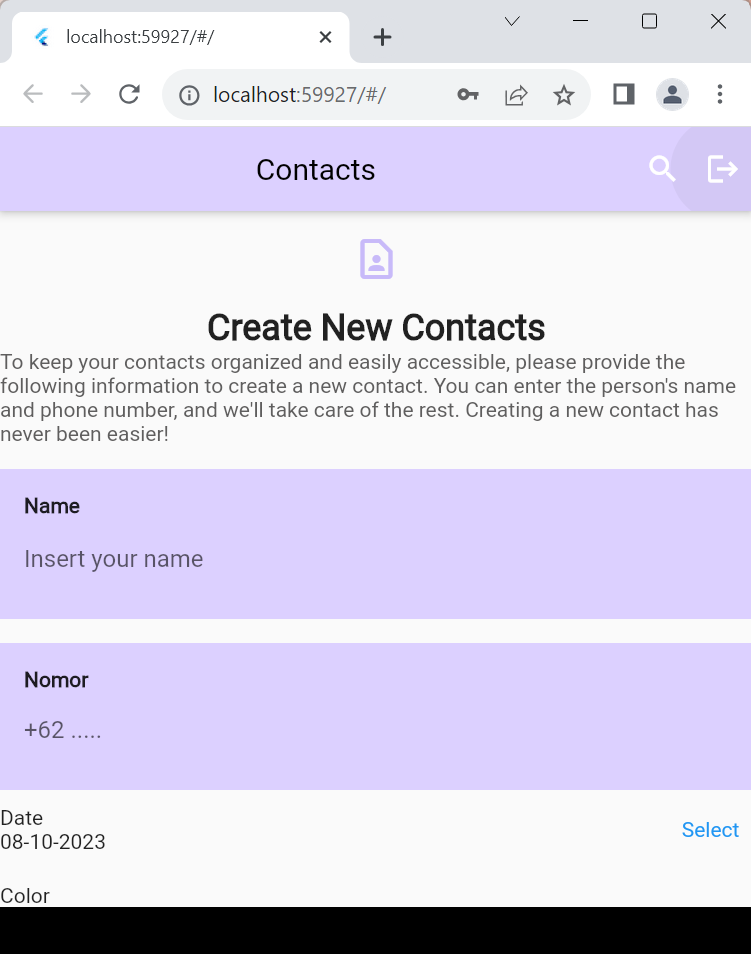 localhost:59927/#/
localhost:59927/#/
Contacts
Create New Contacts
To keep your contacts organized and easily accessible, please provide the
following information to create a new contact. You can enter the person's name
and phone number, and we'll take care of the rest. Creating a new contact has
never been easier!
Name
Insert your name
Nomor
+62 .....
Date
08-10-2023
Select
Color